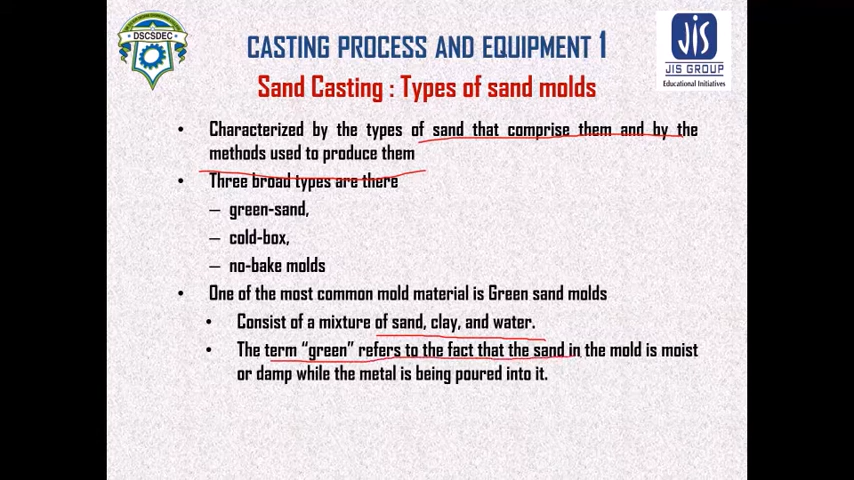 DSCSDEC
CASTING PROCESS AND EQUIPMENT 1
JIS
JIS GROUP
Educational Initiatives
Sand Casting : Types of sand molds
• Characterized by the types of sand that comprise them and by the
methods used to produce them
• Three broad types are there
– green-sand,
– cold-box,
– no-bake molds
• One of the most common mold material is Green sand molds
• Consist of a mixture of sand, clay, and water.
• The term “green” refers to the fact that the sand in the mold is moist
or damp while the metal is being poured into it.